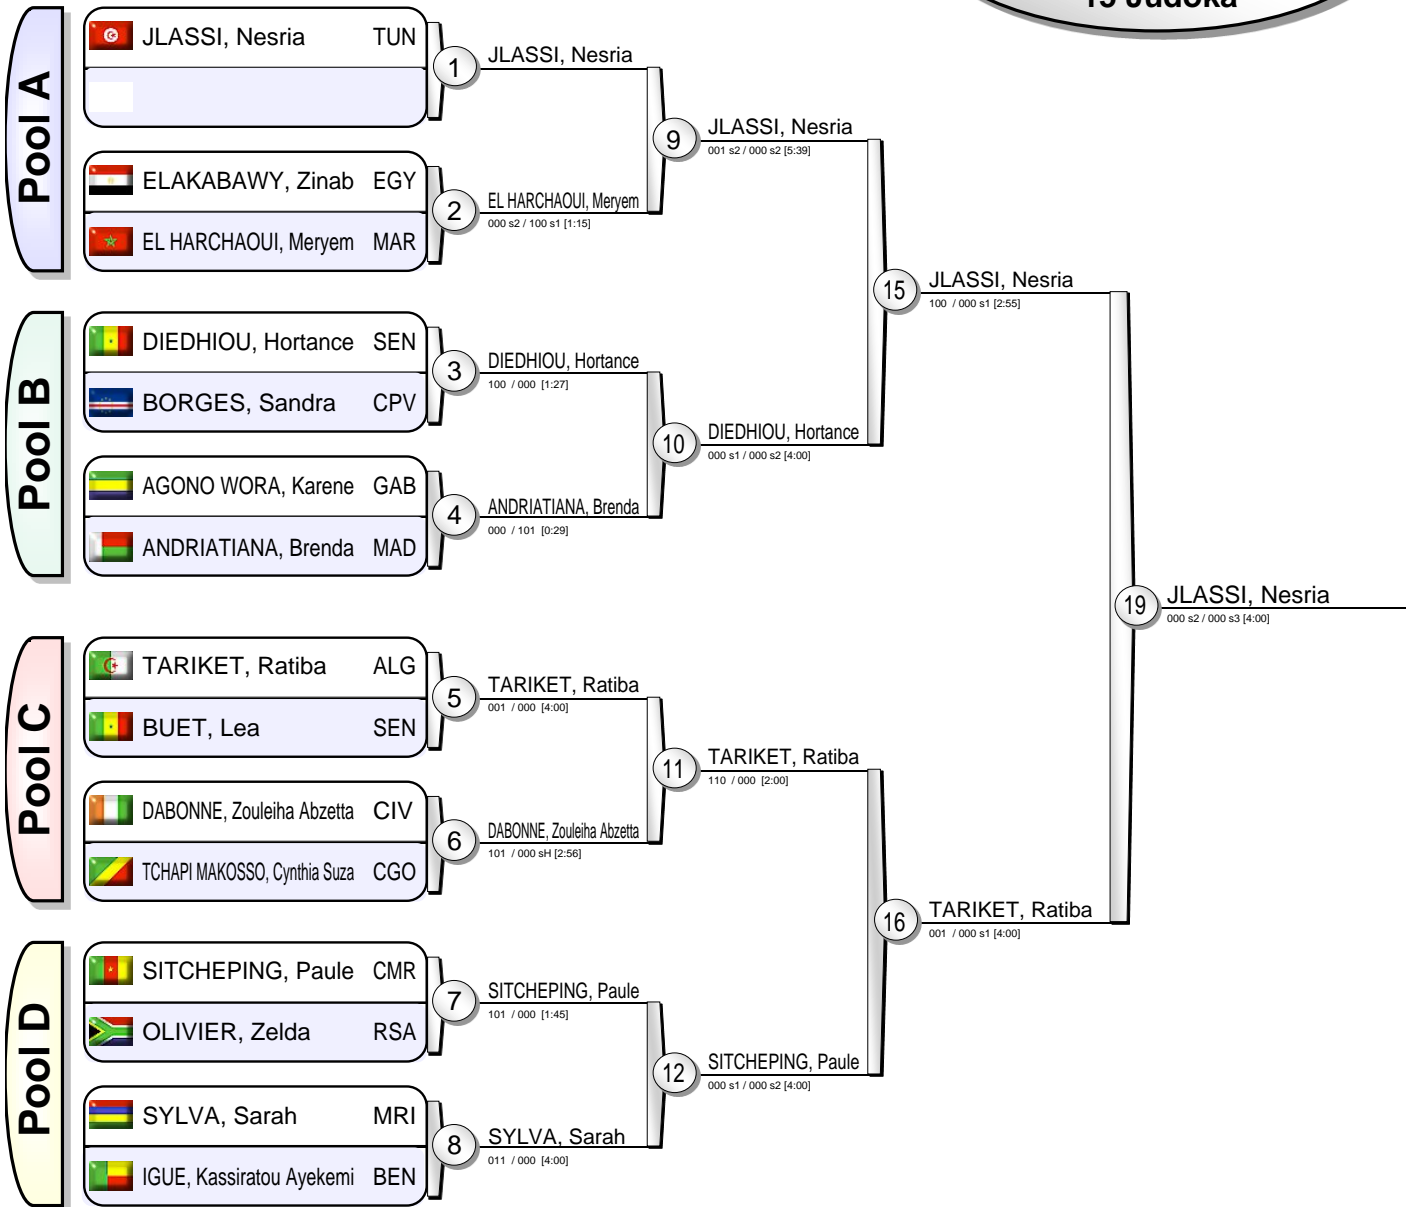 15 Judoka
Pool A
JLASSI, Nesria TUN
1
JLASSI, Nesria
ELAKABAWY, Zinab EGY
EL HARCHAOUI, Meryem MAR
2
EL HARCHAOUI, Meryem
000 s2 / 100 s1 [1:15]
9
JLASSI, Nesria
001 s2 / 000 s2 [5:39]
Pool B
DIEDHIOU, Hortance SEN
BORGES, Sandra CPV
3
DIEDHIOU, Hortance
100 / 000 [1:27]
AGONO WORA, Karene GAB
ANDRIATIANA, Brenda MAD
4
ANDRIATIANA, Brenda
000 / 101 [0:29]
10
DIEDHIOU, Hortance
000 s1 / 000 s2 [4:00]
15
JLASSI, Nesria
100 / 000 s1 [2:55]
Pool C
TARIKET, Ratiba ALG
BUET, Lea SEN
5
TARIKET, Ratiba
001 / 000 [4:00]
DABONNE, Zouleiha Abzetta CIV
TCHAPI MAKOSSO, Cynthia Suza CGO
6
DABONNE, Zouleiha Abzetta
101 / 000 sH [2:56]
11
TARIKET, Ratiba
110 / 000 [2:00]
Pool D
SITCHEPING, Paule CMR
OLIVIER, Zelda RSA
7
SITCHEPING, Paule
101 / 000 [1:45]
SYLVA, Sarah MRI
IGUE, Kassiratou Ayekemi BEN
8
SYLVA, Sarah
011 / 000 [4:00]
12
SITCHEPING, Paule
000 s1 / 000 s2 [4:00]
16
TARIKET, Ratiba
001 / 000 s1 [4:00]
19
JLASSI, Nesria
000 s2 / 000 s3 [4:00]